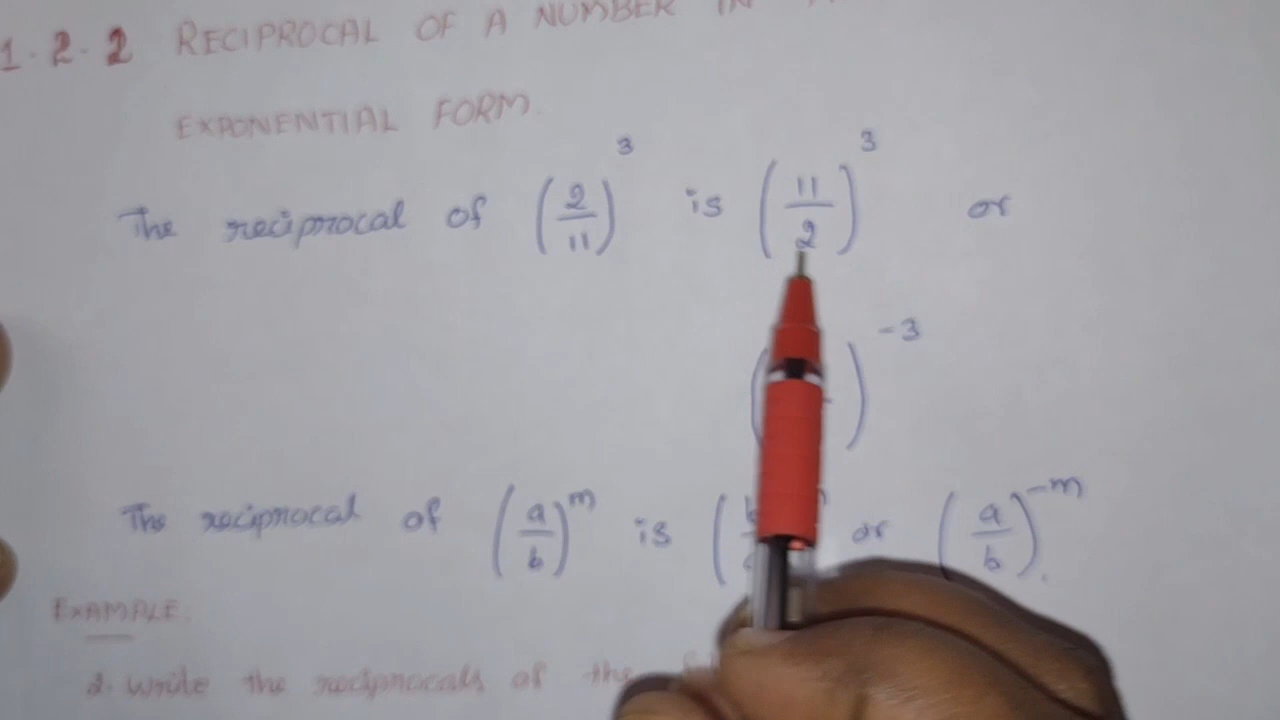 1.2.2 RECIPROCAL OF A NUMBER IN
EXPONENTIAL FORM.
The reciprocal of (2/11)^3 is (11/2)^3 or
( )^-3
The reciprocal of (a/b)^m is ( or (a/b)^-m.
EXAMPLE:
2. Write the reciprocals of the